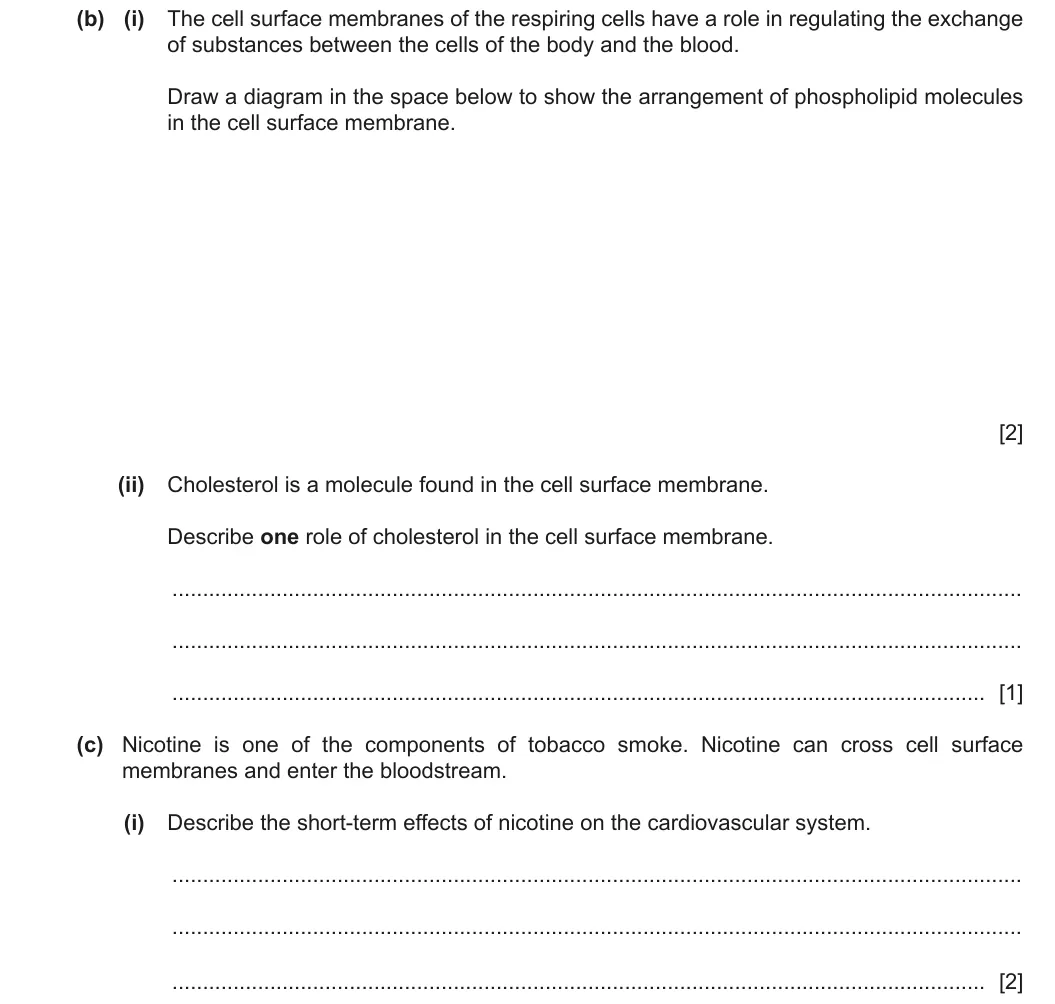 (b) (i) The cell surface membranes of the respiring cells have a role in regulating the exchange
of substances between the cells of the body and the blood.
Draw a diagram in the space below to show the arrangement of phospholipid molecules
in the cell surface membrane.
[2]
(ii) Cholesterol is a molecule found in the cell surface membrane.
Describe one role of cholesterol in the cell surface membrane.
...........................................................................................................................................
...........................................................................................................................................
..................................................................................................................................... [1]
(c) Nicotine is one of the components of tobacco smoke. Nicotine can cross cell surface
membranes and enter the bloodstream.
(i) Describe the short-term effects of nicotine on the cardiovascular system.
...........................................................................................................................................
...........................................................................................................................................
..................................................................................................................................... [2]